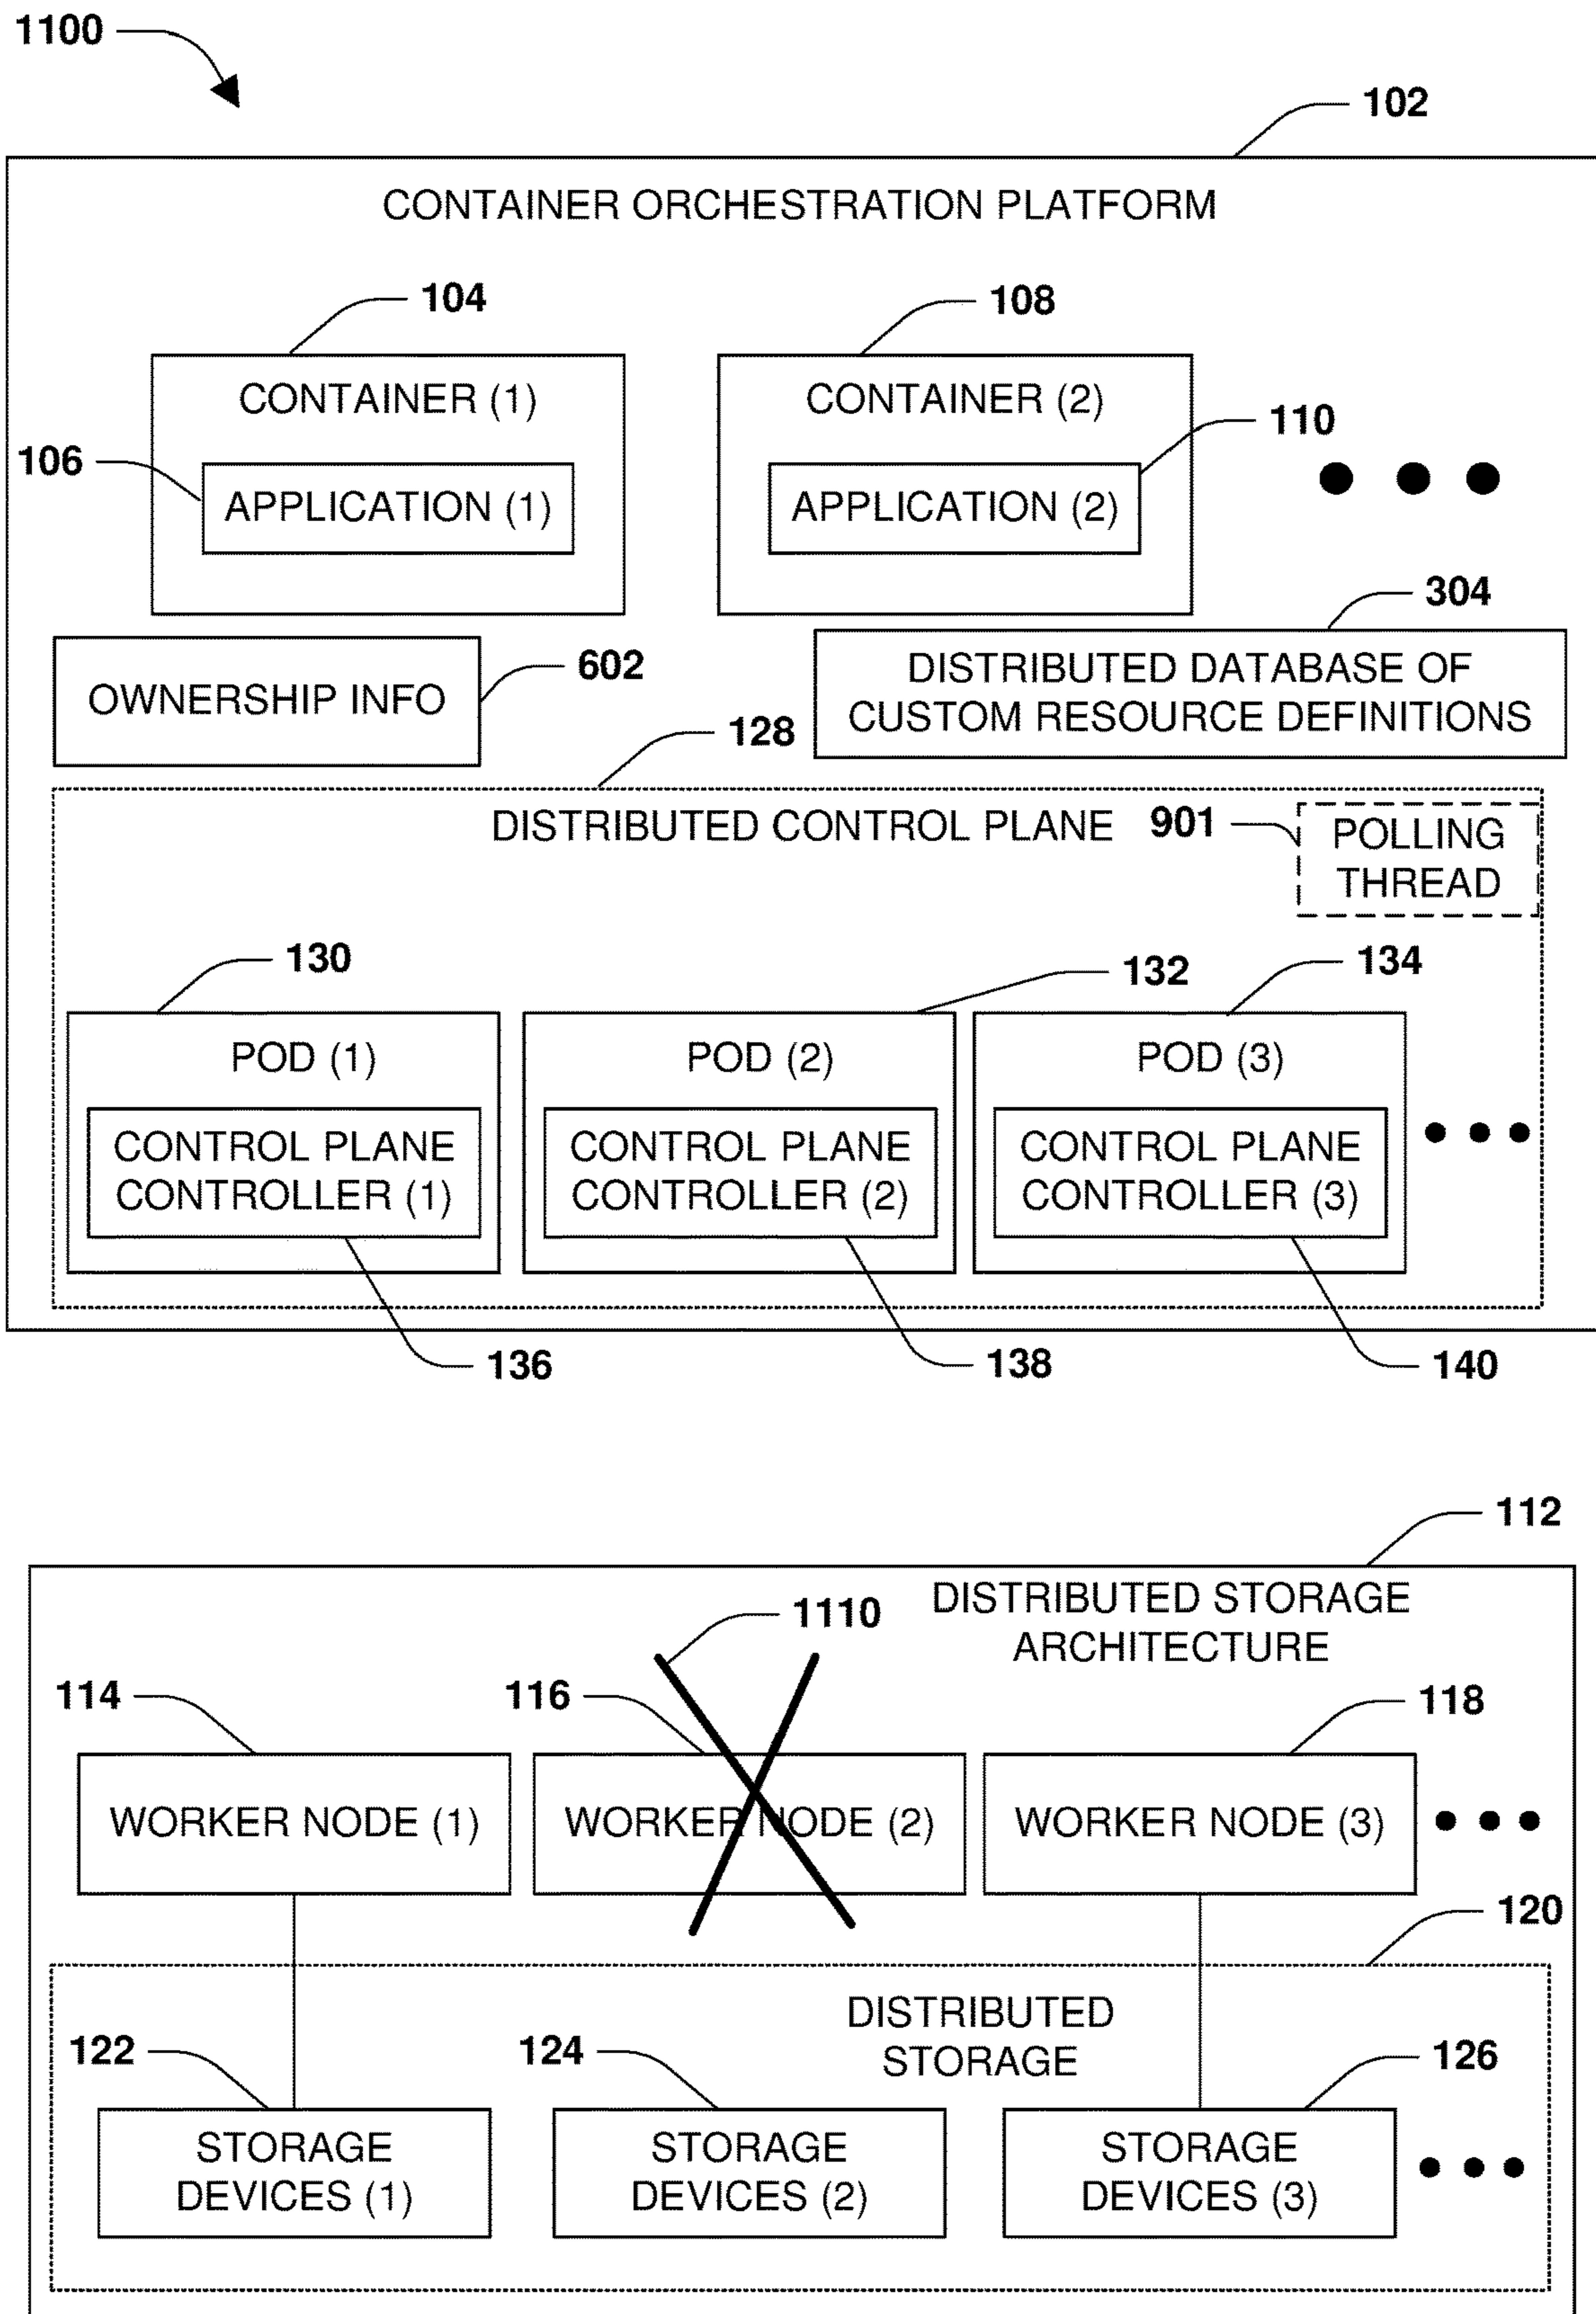 1100
102
CONTAINER ORCHESTRATION PLATFORM
104
108
CONTAINER (1)
CONTAINER (2)
110
106
APPLICATION (1)
APPLICATION (2)
304
602
OWNERSHIP INFO
DISTRIBUTED DATABASE OF
CUSTOM RESOURCE DEFINITIONS
128
DISTRIBUTED CONTROL PLANE
901
POLLING
THREAD
130
132
134
POD (1)
POD (2)
POD (3)
CONTROL PLANE
CONTROLLER (1)
CONTROL PLANE
CONTROLLER (2)
CONTROL PLANE
CONTROLLER (3)
136
138
140
112
DISTRIBUTED STORAGE
ARCHITECTURE
1110
114
116
118
WORKER NODE (1)
WORKER NODE (2)
WORKER NODE (3)
120
DISTRIBUTED
STORAGE
122
124
126
STORAGE
DEVICES (1)
STORAGE
DEVICES (2)
STORAGE
DEVICES (3)